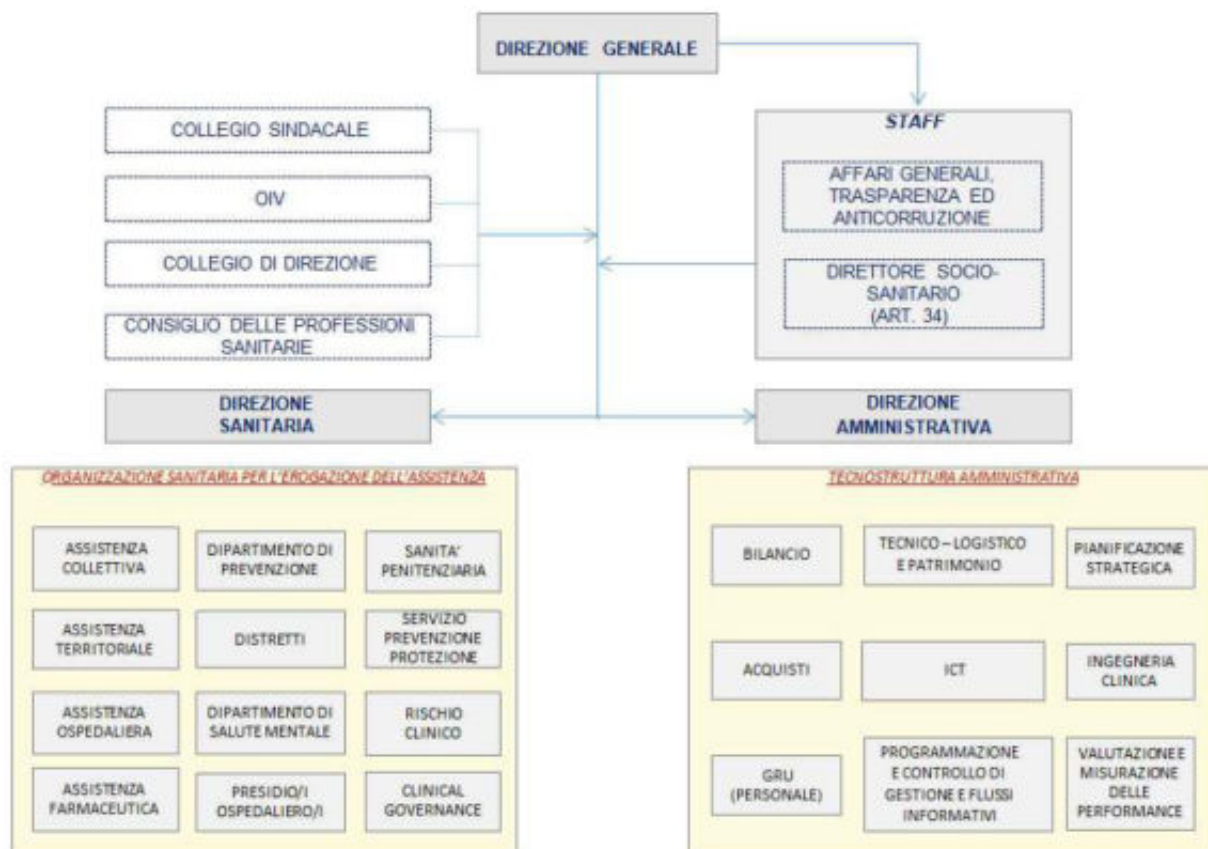 DIREZIONE GENERALE
COLLEGIO SINDACALE
OIV
COLLEGIO DI DIREZIONE
CONSIGLIO DELLE PROFESSIONI
SANITARIE
STAFF
AFFARI GENERALI,
TRASPARENZA ED
ANTICORRUZIONE
DIRETTORE SOCIO-
SANITARIO
(ART. 34)
DIREZIONE
SANITARIA
DIREZIONE
AMMINISTRATIVA
ORGANIZZAZIONE SANITARIA PER L'EROGAZIONE DELL'ASSISTENZA
ASSISTENZA
COLLETTIVA
DIPARTIMENTO DI
PREVENZIONE
SANITA'
PENITENZIARIA
ASSISTENZA
TERRITORIALE
DISTRETTI
SERVIZIO
PREVENZIONE
PROTEZIONE
ASSISTENZA
OSPEDALIERA
DIPARTIMENTO DI
SALUTE MENTALE
RISCHIO
CLINICO
ASSISTENZA
FARMACEUTICA
PRESIDIO/I
OSPEDALIERO/I
CLINICAL
GOVERNANCE
TECNOSTRUTTURA AMMINISTRATIVA
BILANCIO
TECNICO – LOGISTICO
E PATRIMONIO
PIANIFICAZIONE
STRATEGICA
ACQUISTI
ICT
INGEGNERIA
CLINICA
GRU
(PERSONALE)
PROGRAMMAZIONE
E CONTROLLO DI
GESTIONE E FLUSSI
INFORMATIVI
VALUTAZIONE E
MISURAZIONE
DELLE
PERFORMANCE